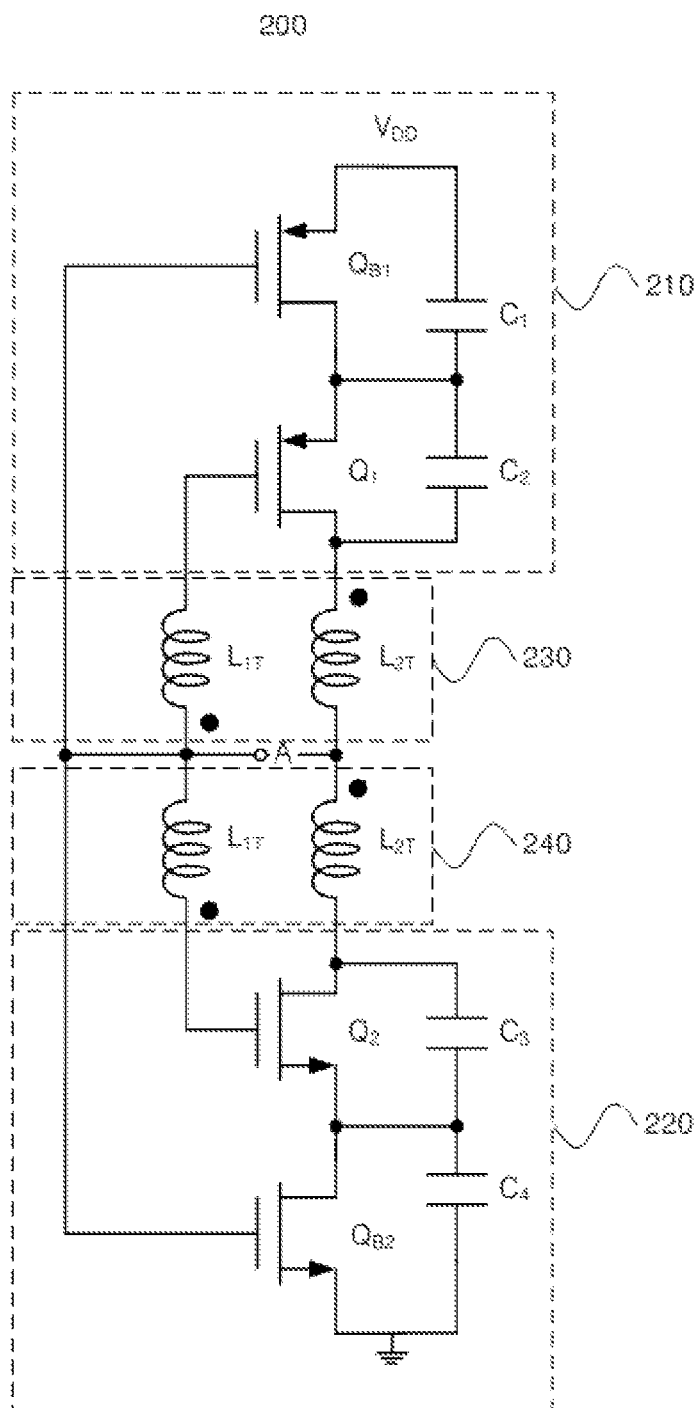 200
V_DD
Q_B1
C_1
210
Q_1
C_2
L_1T
L_2T
230
A
L_1T
L_2T
240
Q_2
C_3
220
C_4
Q_B2